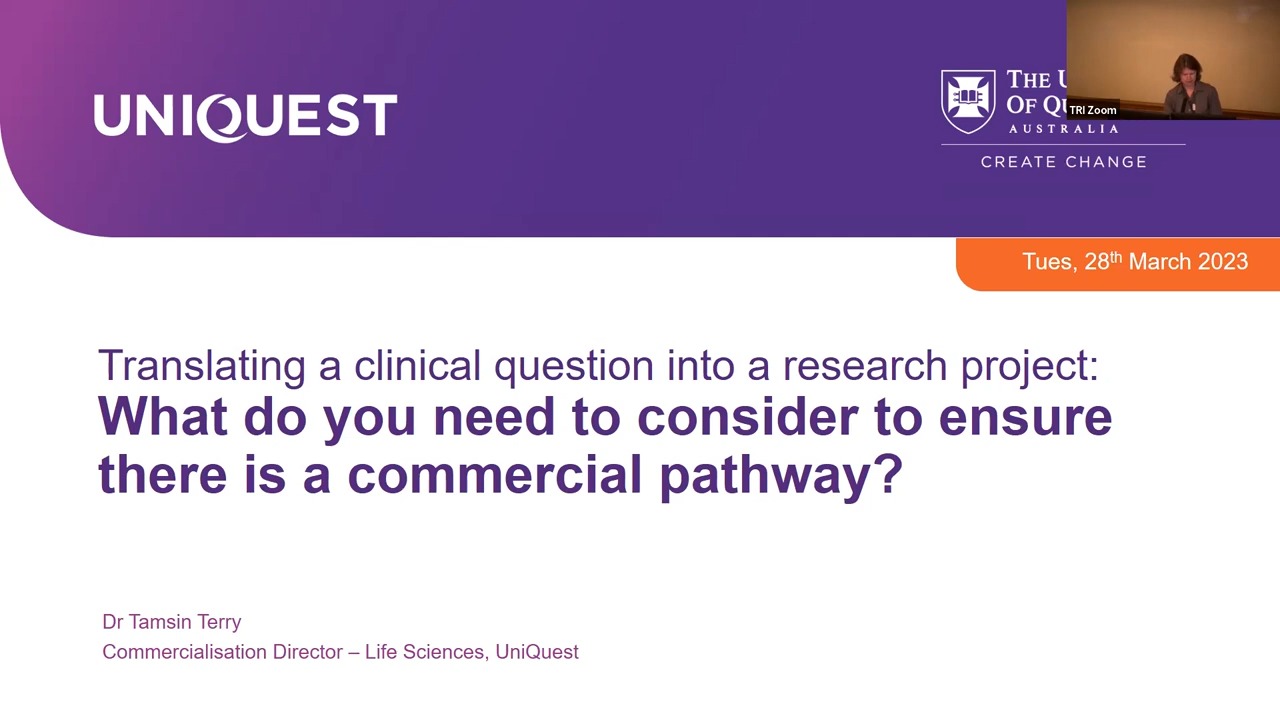 UNIQUEST
THE U
OF QU
AUSTRALIA
CREATE CHANGE
TRI Zoom
Tues, 28th March 2023
Translating a clinical question into a research project:
What do you need to consider to ensure
there is a commercial pathway?
Dr Tamsin Terry
Commercialisation Director – Life Sciences, UniQuest